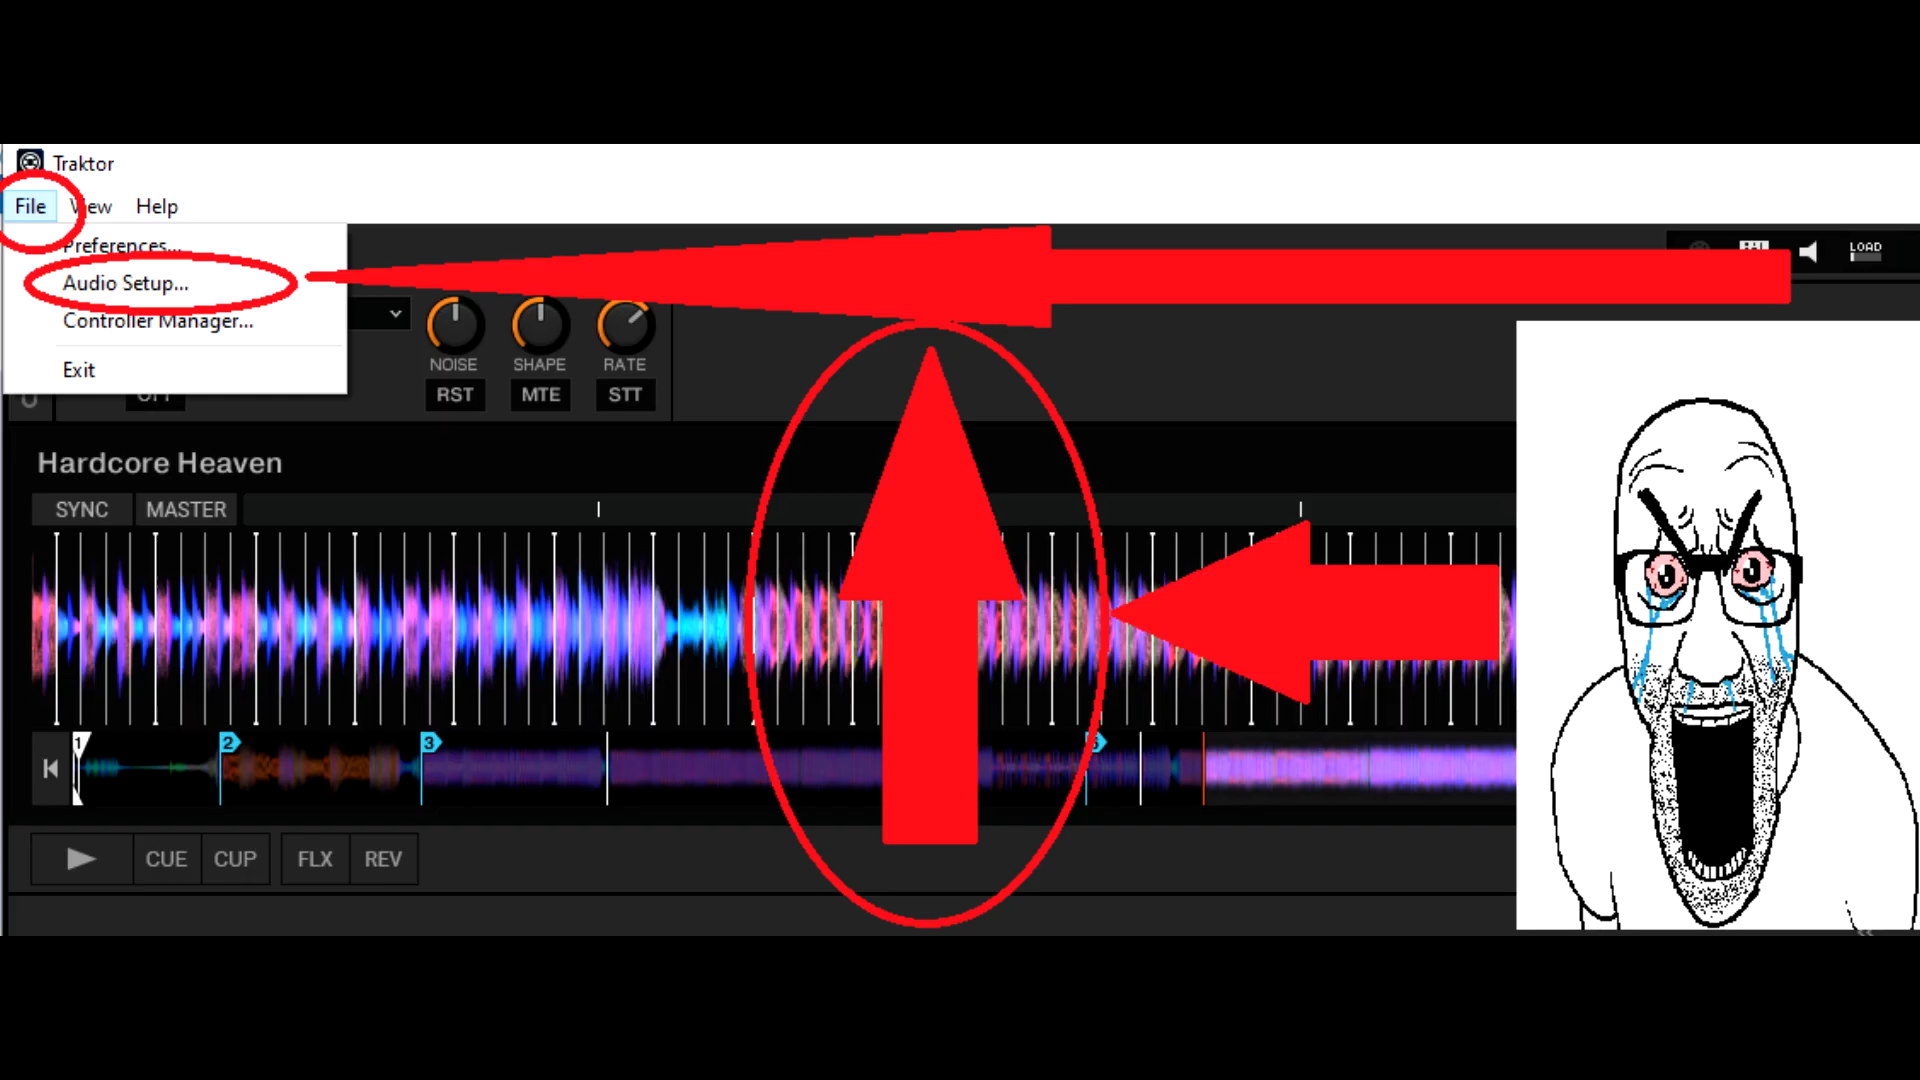 Traktor
File View Help
Preferences...
Audio Setup...
Controller Manager...
Exit
LOAD
NOISE SHAPE RATE
RST MTE STT
Hardcore Heaven
SYNC MASTER
1 2 3
CUE CUP FLX REV